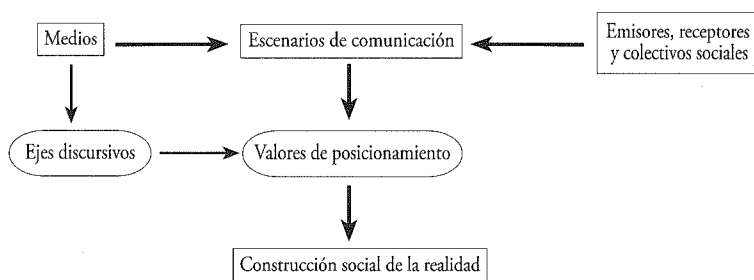 Medios
Escenarios de comunicación
Emisores, receptores
y colectivos sociales
Ejes discursivos
Valores de posicionamiento
Construcción social de la realidad